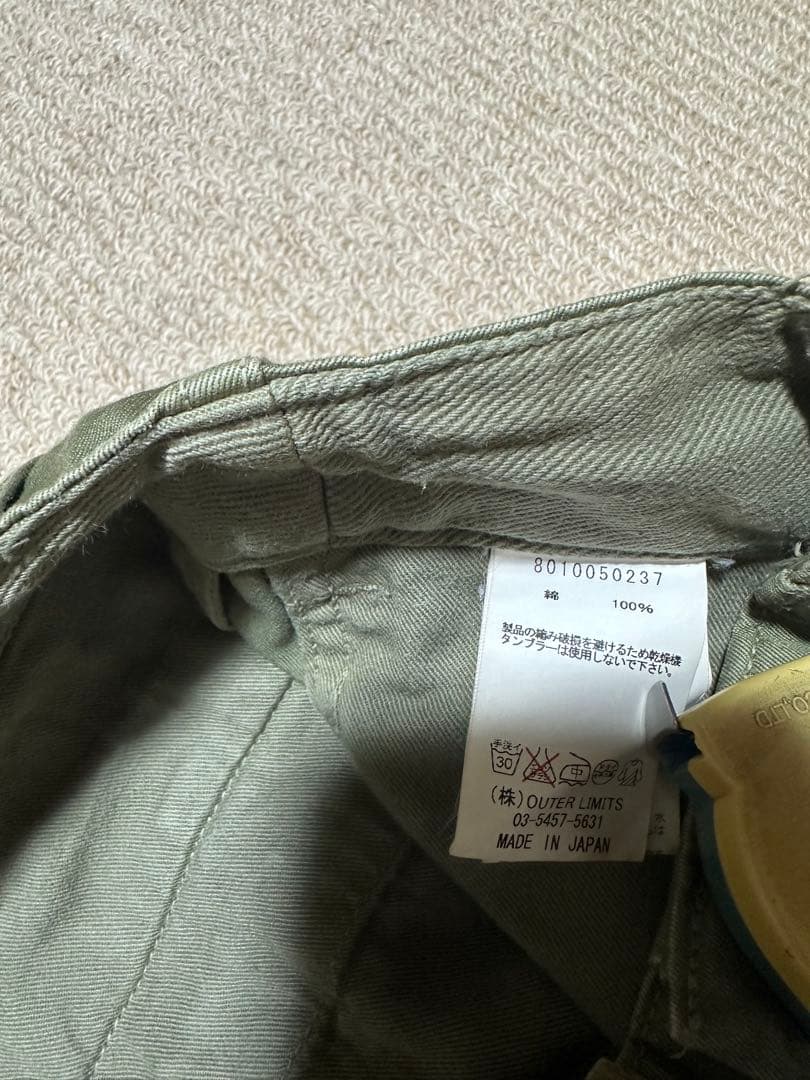 8010050237
綿 100%
製品の縮み破損を避けるため乾燥機
タンブラーは使用しないで下さい。
手洗イ
30
中
(株)OUTER LIMITS
03-5457-5631
MADE IN JAPAN
CO.,LTD